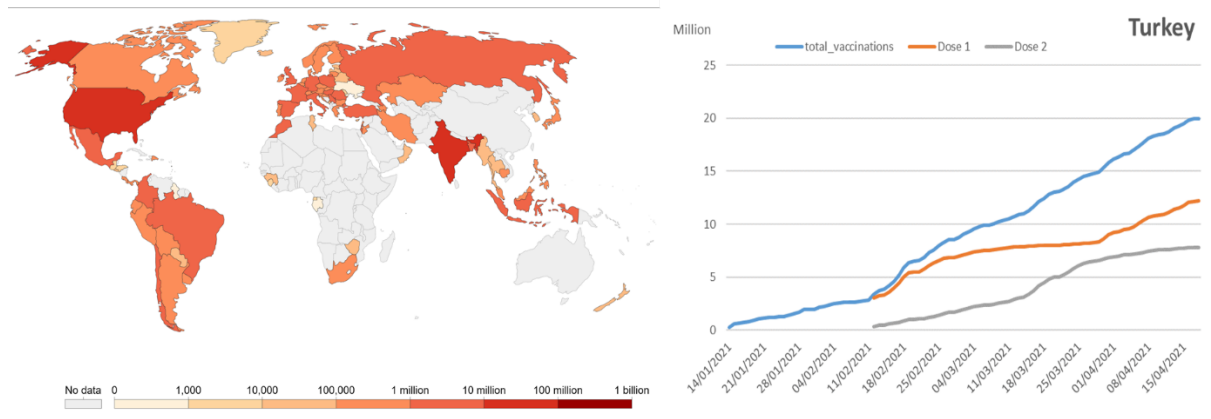 No data 0 1,000 10,000 100,000 1 million 10 million 100 million 1 billion
Turkey
Million
total_vaccinations Dose 1 Dose 2
25
20
15
10
5
0
14/01/2021 21/01/2021 28/01/2021 04/02/2021 11/02/2021 18/02/2021 25/02/2021 04/03/2021 11/03/2021 18/03/2021 25/03/2021 01/04/2021 08/04/2021 15/04/2021